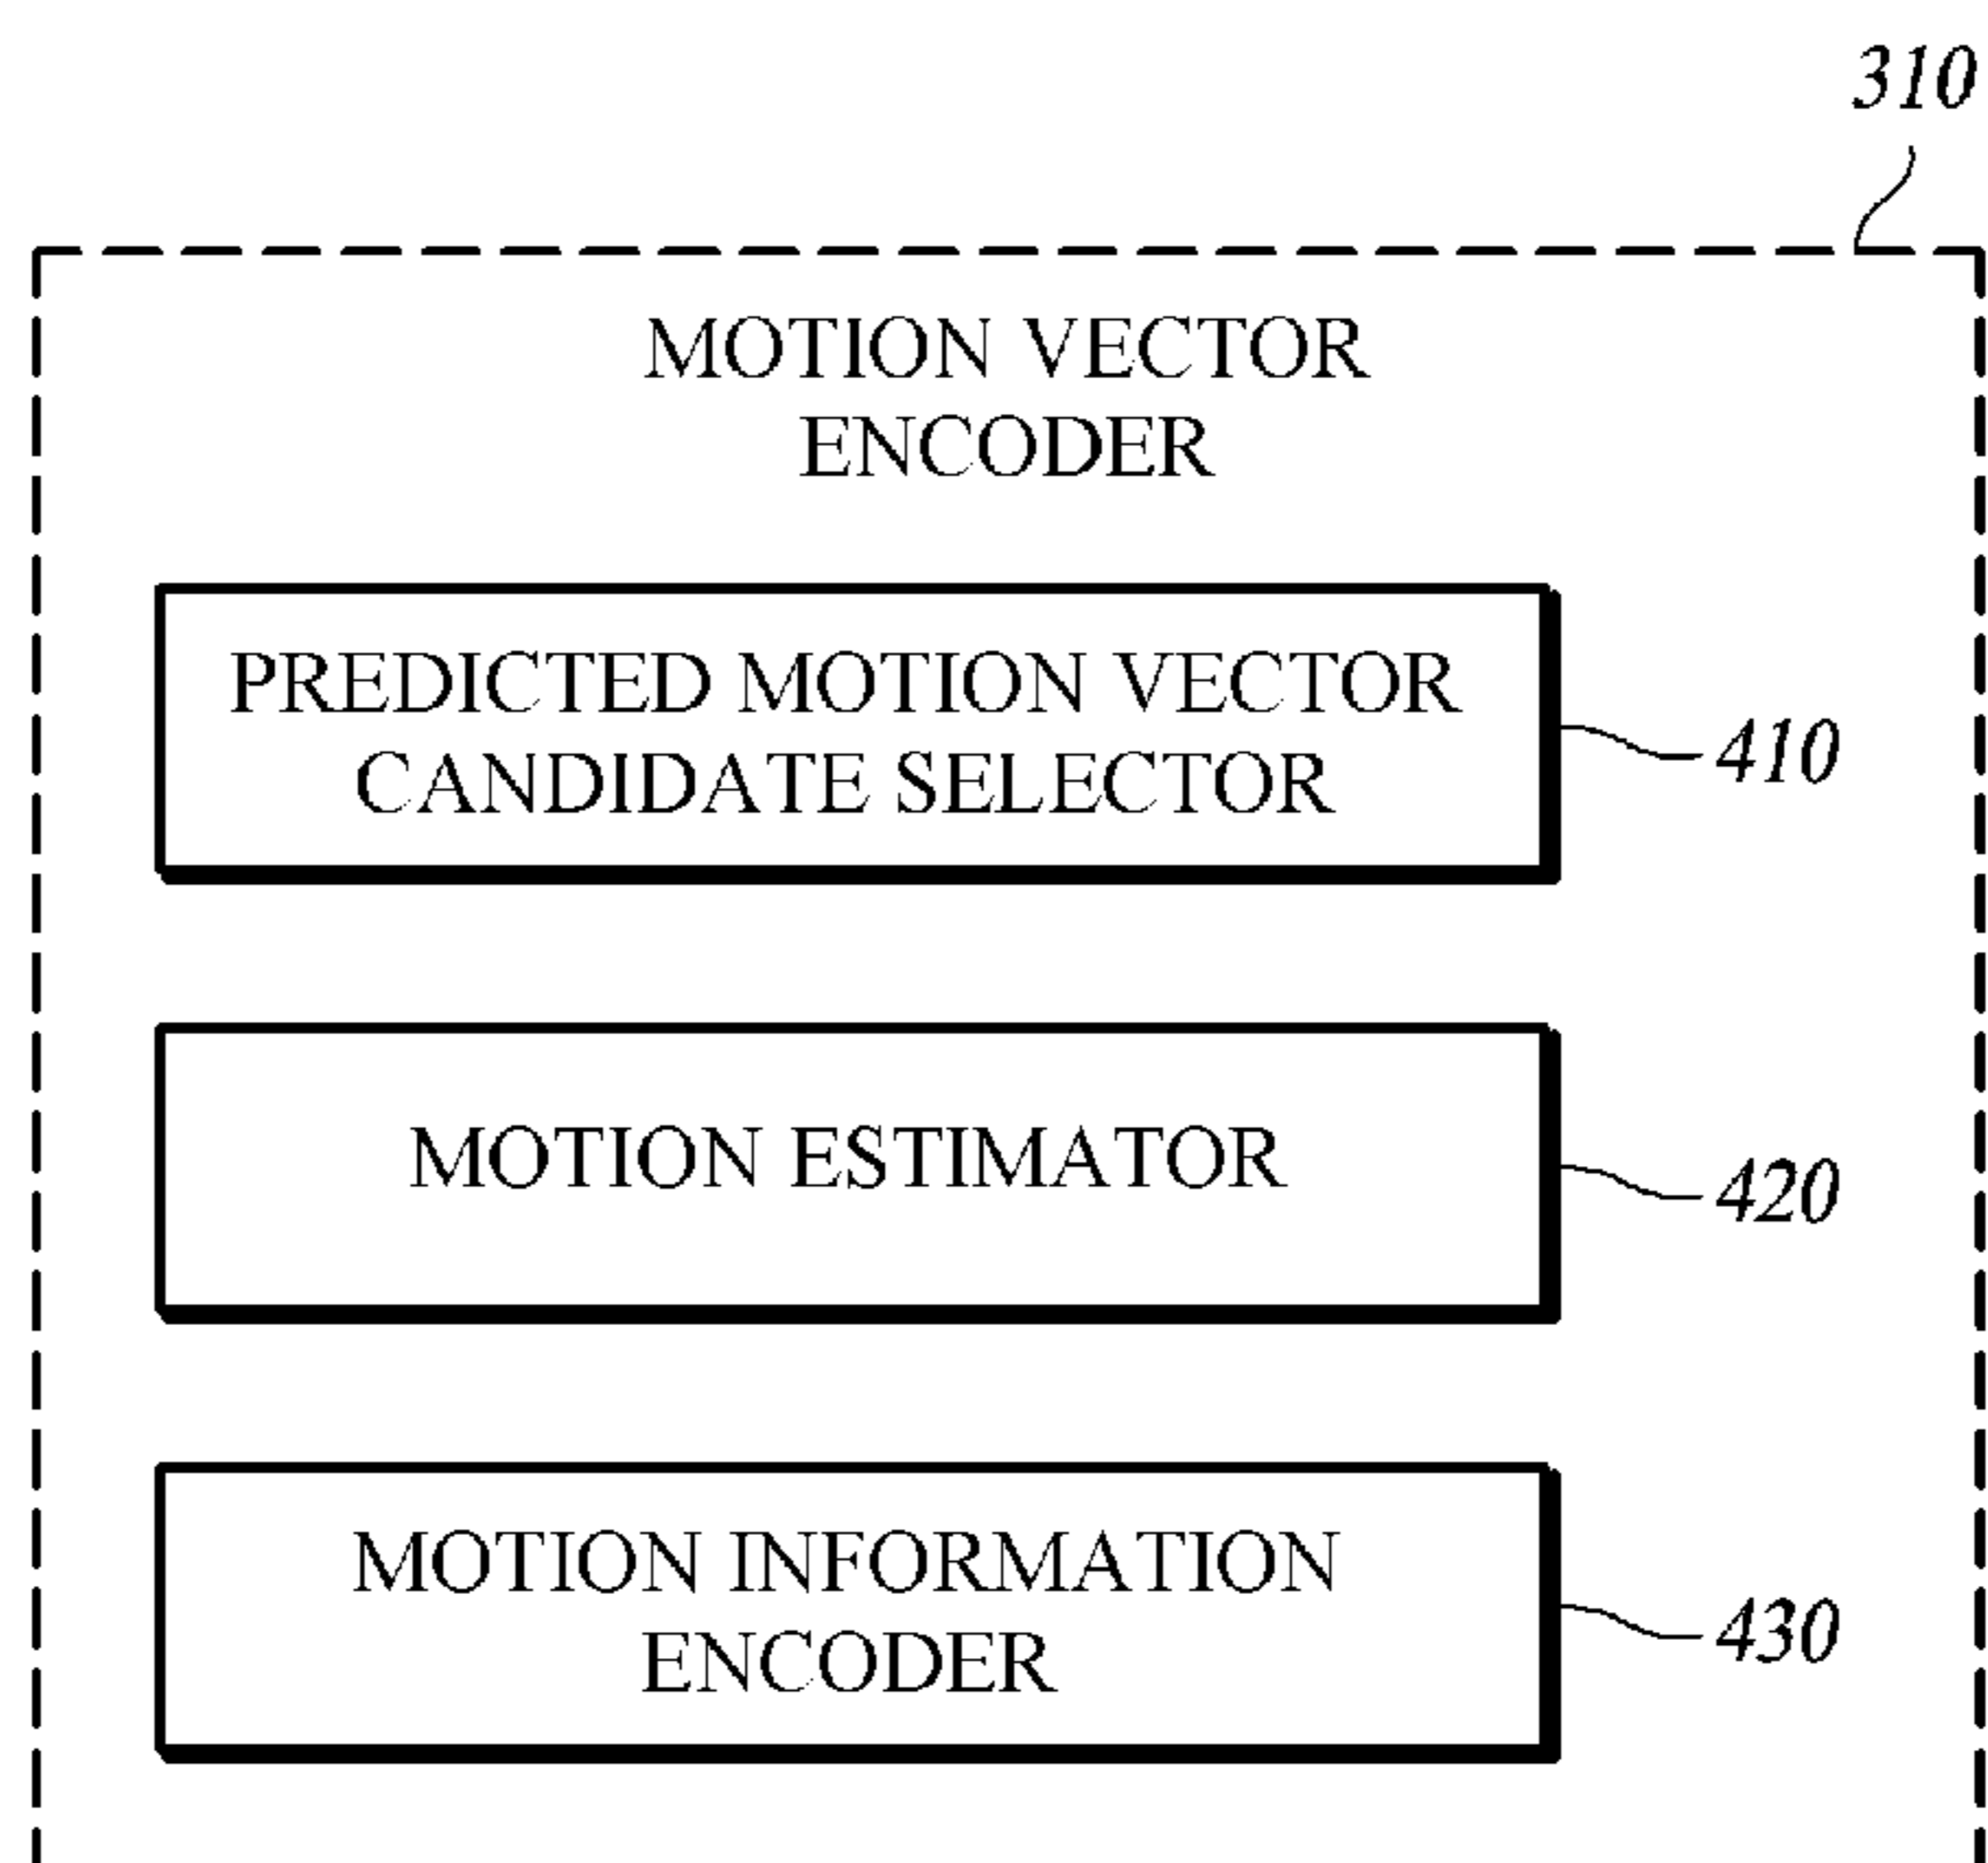 310
MOTION VECTOR
ENCODER
PREDICTED MOTION VECTOR
CANDIDATE SELECTOR
410
MOTION ESTIMATOR
420
MOTION INFORMATION
ENCODER
430